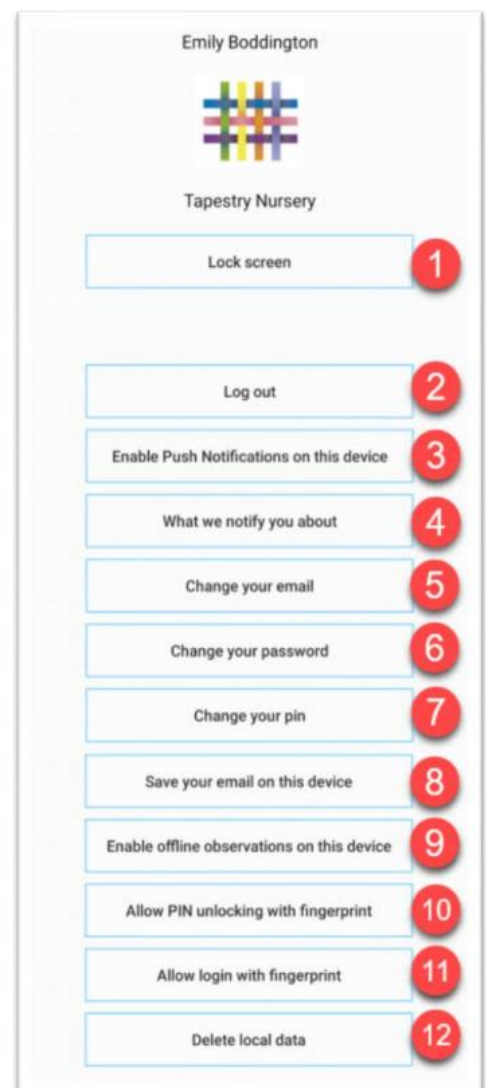 Emily Boddington
Tapestry Nursery
Lock screen
1
Log out
2
Enable Push Notifications on this device
3
What we notify you about
4
Change your email
5
Change your password
6
Change your pin
7
Save your email on this device
8
Enable offline observations on this device
9
Allow PIN unlocking with fingerprint
10
Allow login with fingerprint
11
Delete local data
12